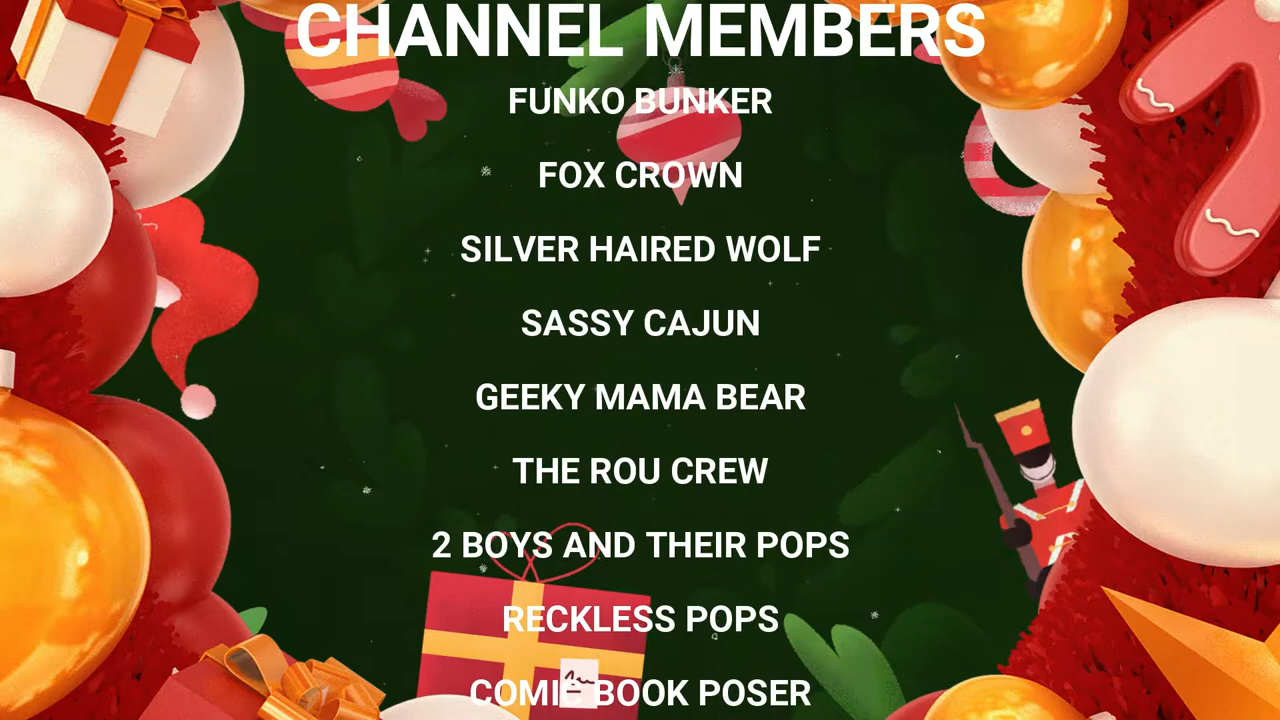 CHANNEL MEMBERS
FUNKO BUNKER
FOX CROWN
SILVER HAIRED WOLF
SASSY CAJUN
GEEKY MAMA BEAR
THE ROU CREW
2 BOYS AND THEIR POPS
RECKLESS POPS
COMIC BOOK POSER